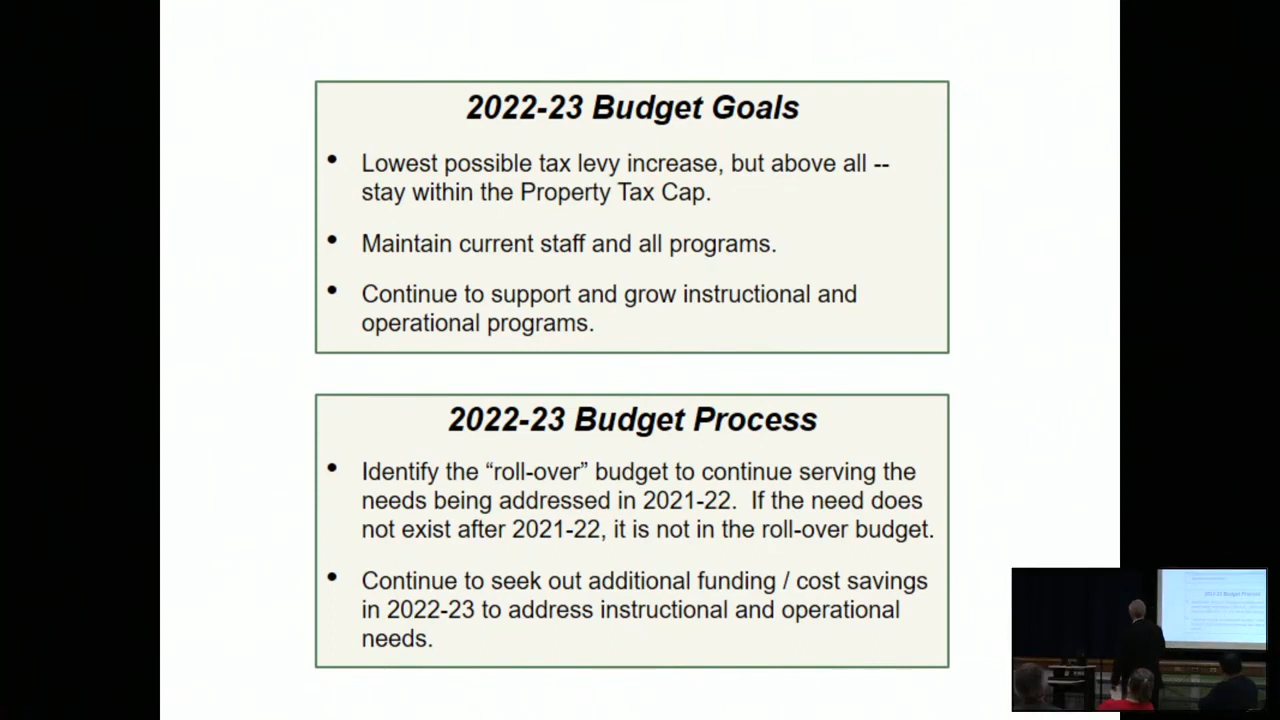 2022-23 Budget Goals
• Lowest possible tax levy increase, but above all --
stay within the Property Tax Cap.
• Maintain current staff and all programs.
• Continue to support and grow instructional and
operational programs.
2022-23 Budget Process
• Identify the “roll-over” budget to continue serving the
needs being addressed in 2021-22.  If the need does
not exist after 2021-22, it is not in the roll-over budget.
• Continue to seek out additional funding / cost savings
in 2022-23 to address instructional and operational
needs.